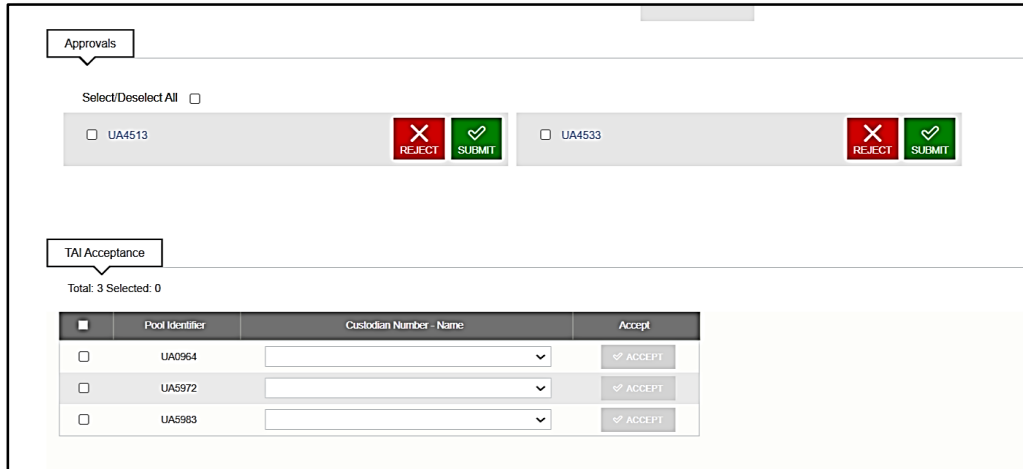 Approvals
Select/Deselect All
UA4513 REJECT SUBMIT UA4533 REJECT SUBMIT
TAI Acceptance
Total: 3 Selected: 0
Pool Identifier Custodian Number - Name Accept
UA0964 ACCEPT
UA5972 ACCEPT
UA5983 ACCEPT